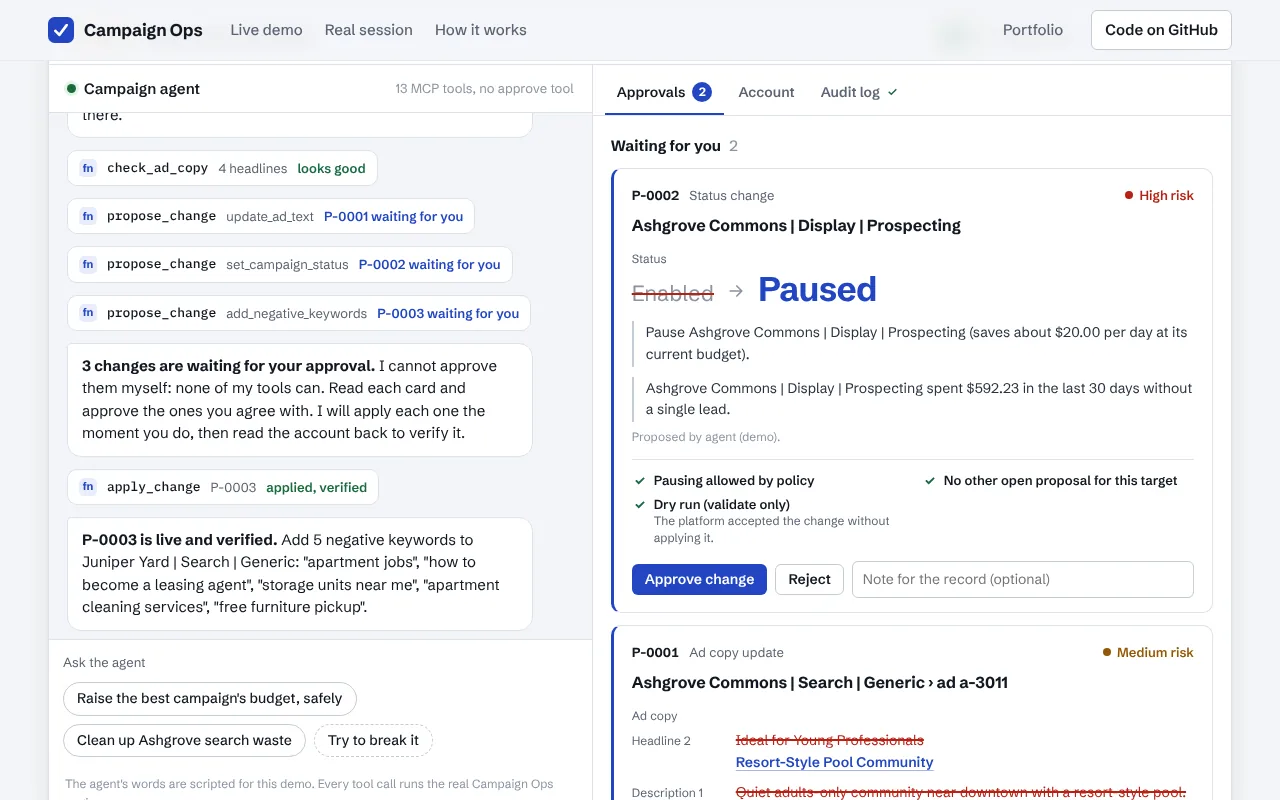 Campaign Ops
Live demo
Real session
How it works
Portfolio
Code on GitHub
Campaign agent
13 MCP tools, no approve tool
there.
fn check_ad_copy 4 headlines looks good
fn propose_change update_ad_text P-0001 waiting for you
fn propose_change set_campaign_status P-0002 waiting for you
fn propose_change add_negative_keywords P-0003 waiting for you
3 changes are waiting for your approval. I cannot approve
them myself: none of my tools can. Read each card and
approve the ones you agree with. I will apply each one the
moment you do, then read the account back to verify it.
fn apply_change P-0003 applied, verified
P-0003 is live and verified. Add 5 negative keywords to
Juniper Yard | Search | Generic: "apartment jobs", "how to
become a leasing agent", "storage units near me", "apartment
cleaning services", "free furniture pickup".
Ask the agent
Raise the best campaign's budget, safely
Clean up Ashgrove search waste
Try to break it
The agent's words are scripted for this demo. Every tool call runs the real Campaign Ops
Approvals 2
Account
Audit log
Waiting for you 2
P-0002 Status change
High risk
Ashgrove Commons | Display | Prospecting
Status
Enabled → Paused
Pause Ashgrove Commons | Display | Prospecting (saves about $20.00 per day at its
current budget).
Ashgrove Commons | Display | Prospecting spent $592.23 in the last 30 days without
a single lead.
Proposed by agent (demo).
Pausing allowed by policy
No other open proposal for this target
Dry run (validate only)
The platform accepted the change without
applying it.
Approve change
Reject
Note for the record (optional)
P-0001 Ad copy update
Medium risk
Ashgrove Commons | Search | Generic › ad a-3011
Ad copy
Headline 2
Ideal for Young Professionals
Resort-Style Pool Community
Description 1
Quiet adults-only community near downtown with a resort-style pool.